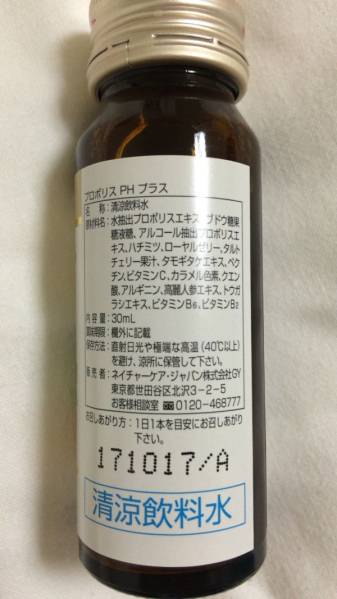 プロポリス PH プラス
名　　称：清涼飲料水
原材料名：水抽出プロポリスエキス、ブドウ糖果
糖液糖、アルコール抽出プロポリスエ
キス、ハチミツ、ローヤルゼリー、タルト
チェリー果汁、タモギタケエキス、ペク
チン、ビタミンC、カラメル色素、クエン
酸、アルギニン、高麗人参エキス、トウガ
ラシエキス、ビタミンB₆、ビタミンB₂
内 容 量：30mL
賞味期限：欄外に記載
保存方法：直射日光や極端な高温（40℃以上）
を避け、涼所に保管して下さい。
販 売 者：ネイチャーケア・ジャパン株式会社GY
東京都世田谷区北沢3－2－5
お客様相談室 0120-468777
お召しあがり方：1日1本を目安にお召しあがり
下さい。
171017/A
清涼飲料水